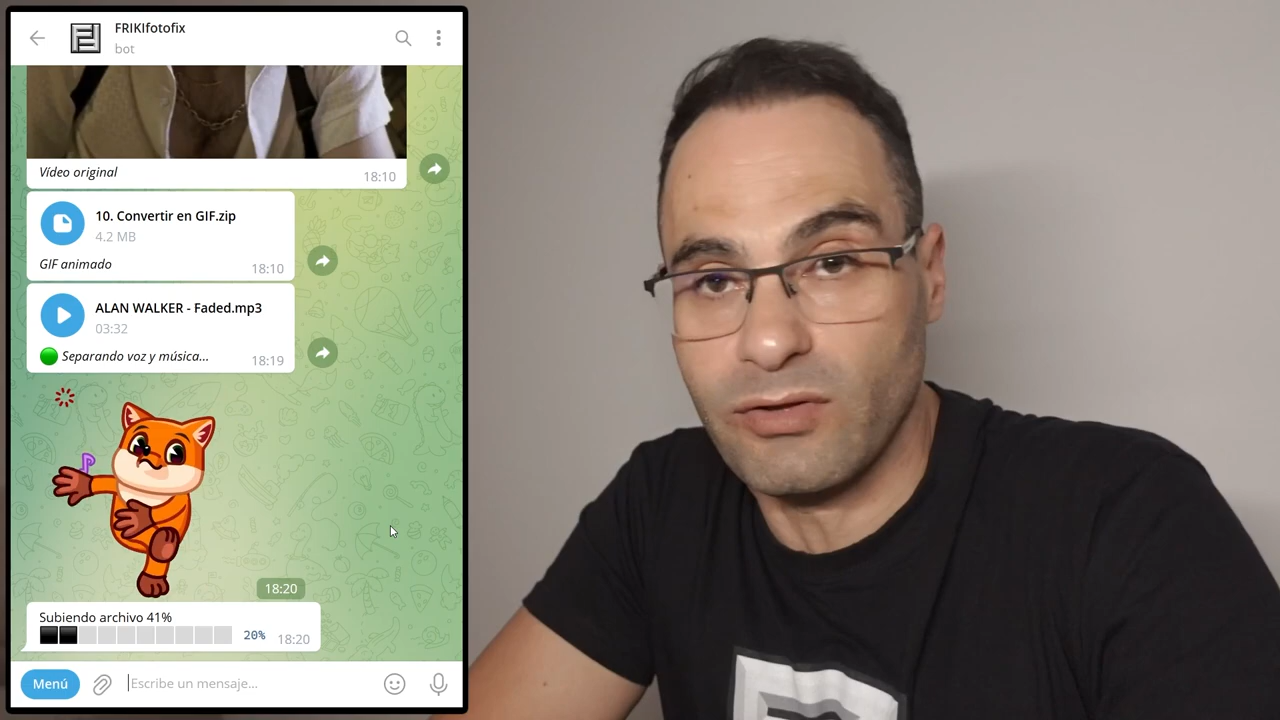 FRIKIfotofix
bot
Vídeo original
18:10
10. Convertir en GIF.zip
4.2 MB
GIF animado
18:10
ALAN WALKER - Faded.mp3
03:32
🟢 Separando voz y música...
18:19
18:20
Subiendo archivo 41%
20%
18:20
Menú
Escribe un mensaje...